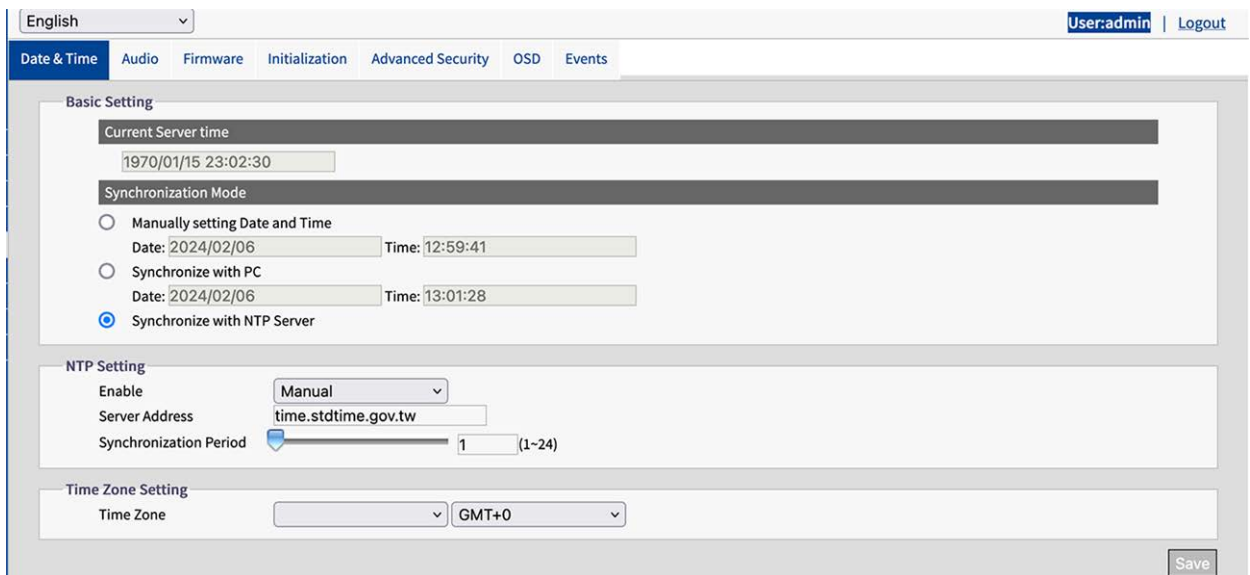 English User:admin | Logout
Date & Time Audio Firmware Initialization Advanced Security OSD Events
Basic Setting
Current Server time
1970/01/15 23:02:30
Synchronization Mode
Manually setting Date and Time
Date: 2024/02/06 Time: 12:59:41
Synchronize with PC
Date: 2024/02/06 Time: 13:01:28
Synchronize with NTP Server
NTP Setting
Enable Manual
Server Address time.stdtime.gov.tw
Synchronization Period 1 (1~24)
Time Zone Setting
Time Zone GMT+0
Save